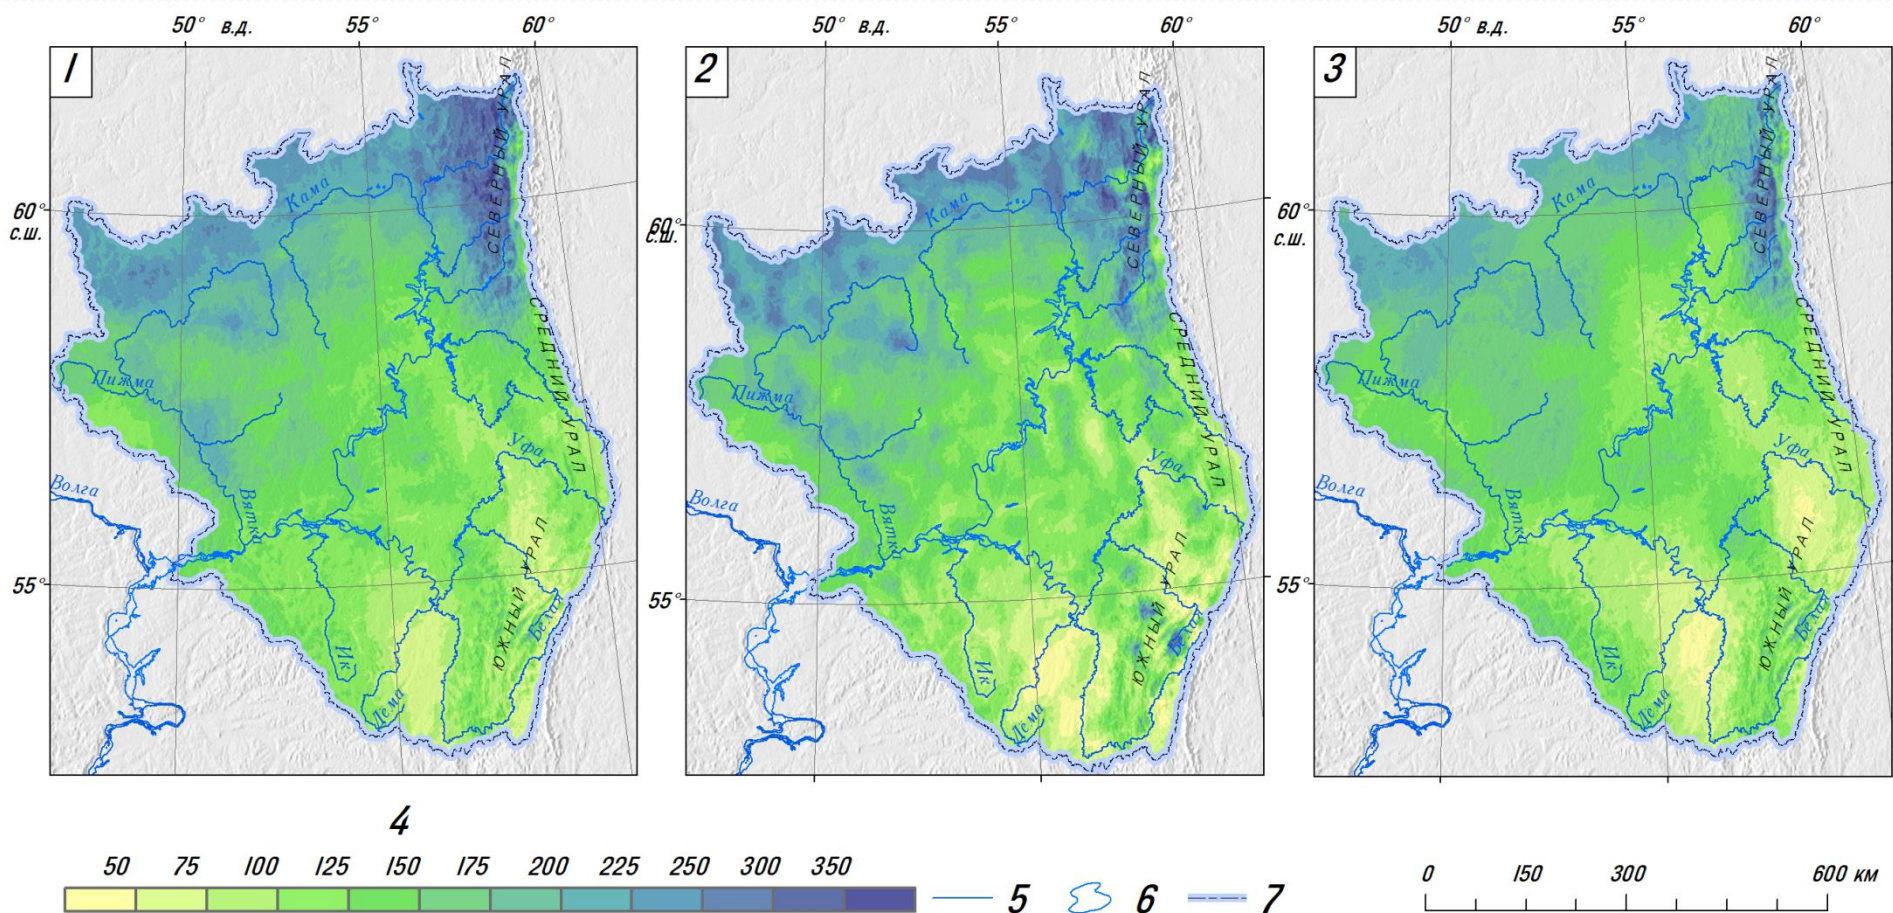 50° в.д. 55° 60° 50° в.д. 55° 60° 50° в.д. 55° 60°
1 2 3
60° с.ш. 60° с.ш. 60° с.ш.
55° 55° 55°
СЕВЕРНЫЙ УРАЛ
СРЕДНИЙ УРАЛ
ЮЖНЫЙ УРАЛ
Кама
Пижма
Волга
Вятка
Уфа
Белая
Ик
Дема
СЕВЕРНЫЙ УРАЛ
СРЕДНИЙ УРАЛ
ЮЖНЫЙ УРАЛ
Кама
Пижма
Волга
Вятка
Уфа
Ик
Дема
СЕВЕРНЫЙ УРАЛ
СРЕДНИЙ УРАЛ
ЮЖНЫЙ УРАЛ
Кама
Пижма
Волга
Вятка
Уфа
Белая
Ик
Дема
4
50 75 100 125 150 175 200 225 250 300 350
5 6 7
0 150 300 600 км